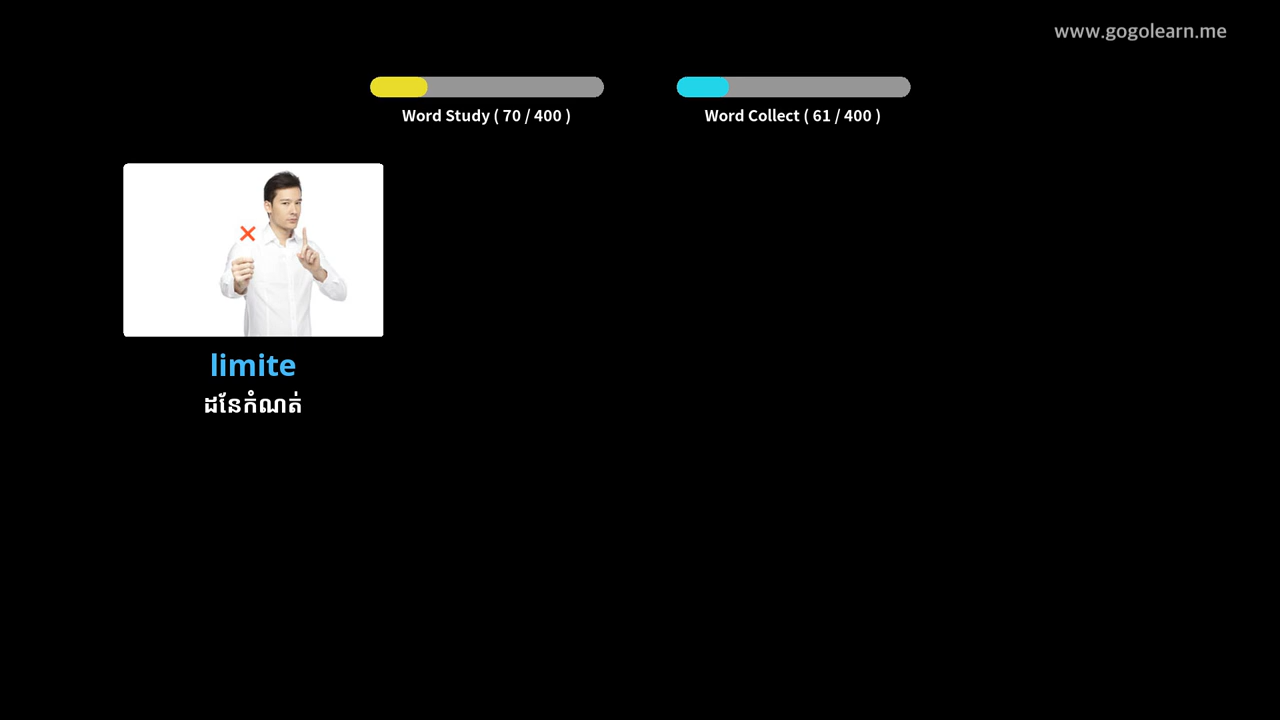 www.gogolearn.me
Word Study ( 70 / 400 )
Word Collect ( 61 / 400 )
limite
ដនែកំណត់